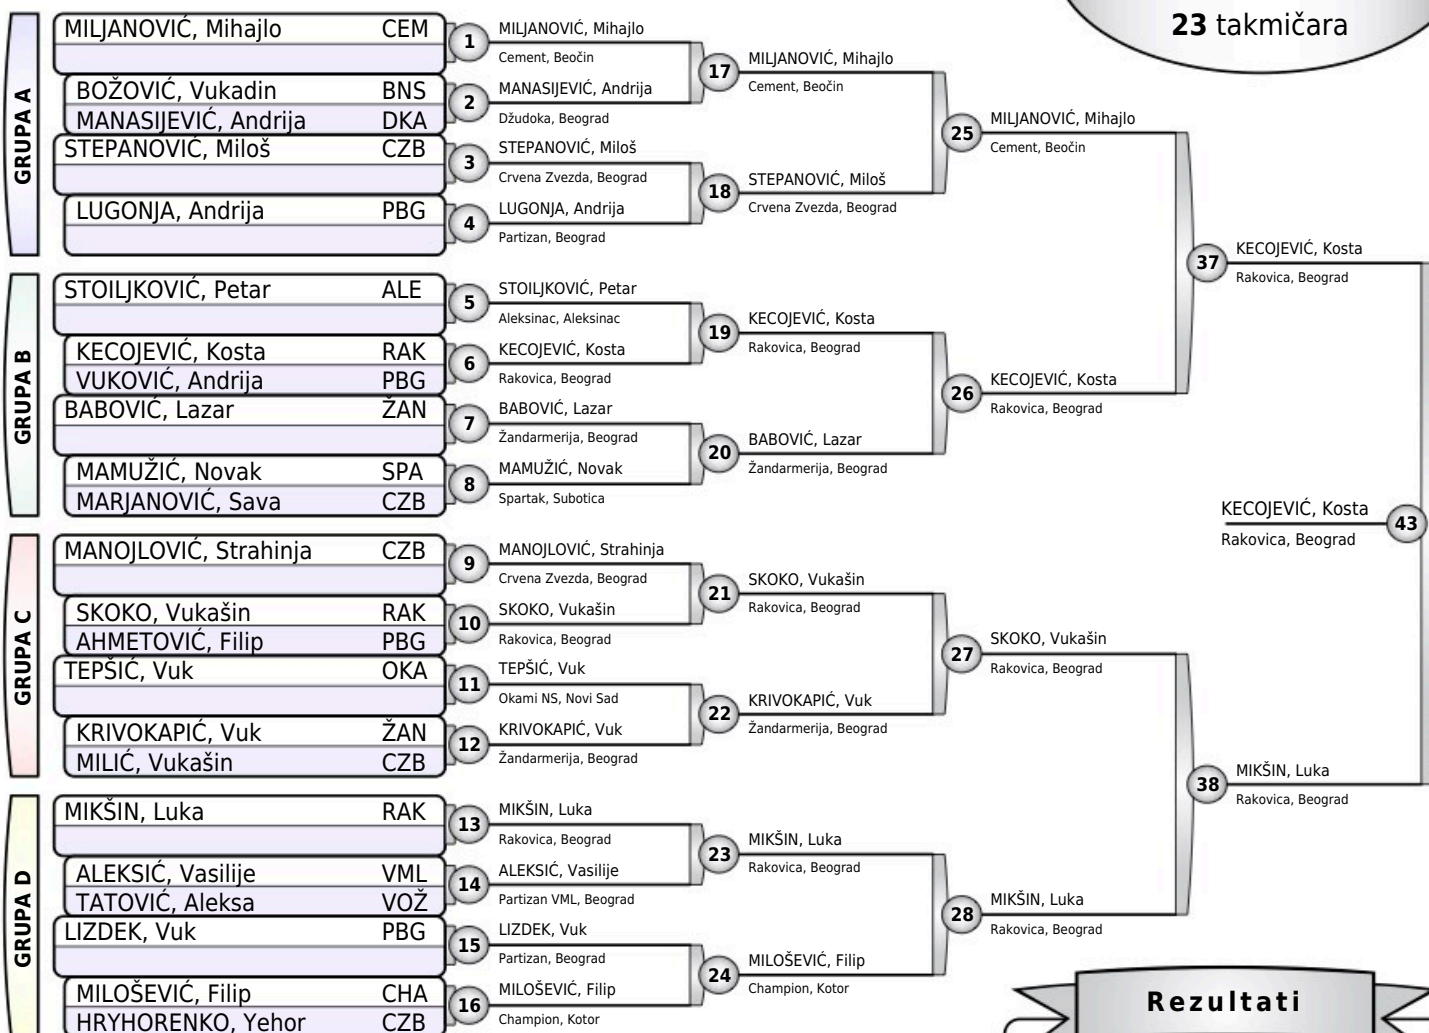 23 takmičara
GRUPA A
MILJANOVIĆ, Mihajlo CEM
BOŽOVIĆ, Vukadin BNS
MANASIJEVIĆ, Andrija DKA
STEPANOVIĆ, Miloš CZB
LUGONJA, Andrija PBG
GRUPA B
STOILJKOVIĆ, Petar ALE
KECOJEVIĆ, Kosta RAK
VUKOVIĆ, Andrija PBG
BABOVIĆ, Lazar ŽAN
MAMUŽIĆ, Novak SPA
MARJANOVIĆ, Sava CZB
GRUPA C
MANOJLOVIĆ, Strahinja CZB
SKOKO, Vukašin RAK
AHMETOVIĆ, Filip PBG
TEPŠIĆ, Vuk OKA
KRIVOKAPIĆ, Vuk ŽAN
MILIĆ, Vukašin CZB
GRUPA D
MIKŠIN, Luka RAK
ALEKSIĆ, Vasilije VML
TATOVIĆ, Aleksa VOŽ
LIZDEK, Vuk PBG
MILOŠEVIĆ, Filip CHA
HRYHORENKO, Yehor CZB
1 MILJANOVIĆ, Mihajlo
Cement, Beočin
2 MANASIJEVIĆ, Andrija
Džudoka, Beograd
3 STEPANOVIĆ, Miloš
Crvena Zvezda, Beograd
4 LUGONJA, Andrija
Partizan, Beograd
5 STOILJKOVIĆ, Petar
Aleksinac, Aleksinac
6 KECOJEVIĆ, Kosta
Rakovica, Beograd
7 BABOVIĆ, Lazar
Žandarmerija, Beograd
8 MAMUŽIĆ, Novak
Spartak, Subotica
9 MANOJLOVIĆ, Strahinja
Crvena Zvezda, Beograd
10 SKOKO, Vukašin
Rakovica, Beograd
11 TEPŠIĆ, Vuk
Okami NS, Novi Sad
12 KRIVOKAPIĆ, Vuk
Žandarmerija, Beograd
13 MIKŠIN, Luka
Rakovica, Beograd
14 ALEKSIĆ, Vasilije
Partizan VML, Beograd
15 LIZDEK, Vuk
Partizan, Beograd
16 MILOŠEVIĆ, Filip
Champion, Kotor
17 MILJANOVIĆ, Mihajlo
Cement, Beočin
18 STEPANOVIĆ, Miloš
Crvena Zvezda, Beograd
19 KECOJEVIĆ, Kosta
Rakovica, Beograd
20 BABOVIĆ, Lazar
Žandarmerija, Beograd
21 SKOKO, Vukašin
Rakovica, Beograd
22 KRIVOKAPIĆ, Vuk
Žandarmerija, Beograd
23 MIKŠIN, Luka
Rakovica, Beograd
24 MILOŠEVIĆ, Filip
Champion, Kotor
25 MILJANOVIĆ, Mihajlo
Cement, Beočin
26 KECOJEVIĆ, Kosta
Rakovica, Beograd
27 SKOKO, Vukašin
Rakovica, Beograd
28 MIKŠIN, Luka
Rakovica, Beograd
37 KECOJEVIĆ, Kosta
Rakovica, Beograd
38 MIKŠIN, Luka
Rakovica, Beograd
KECOJEVIĆ, Kosta 43
Rakovica, Beograd
Rezultati